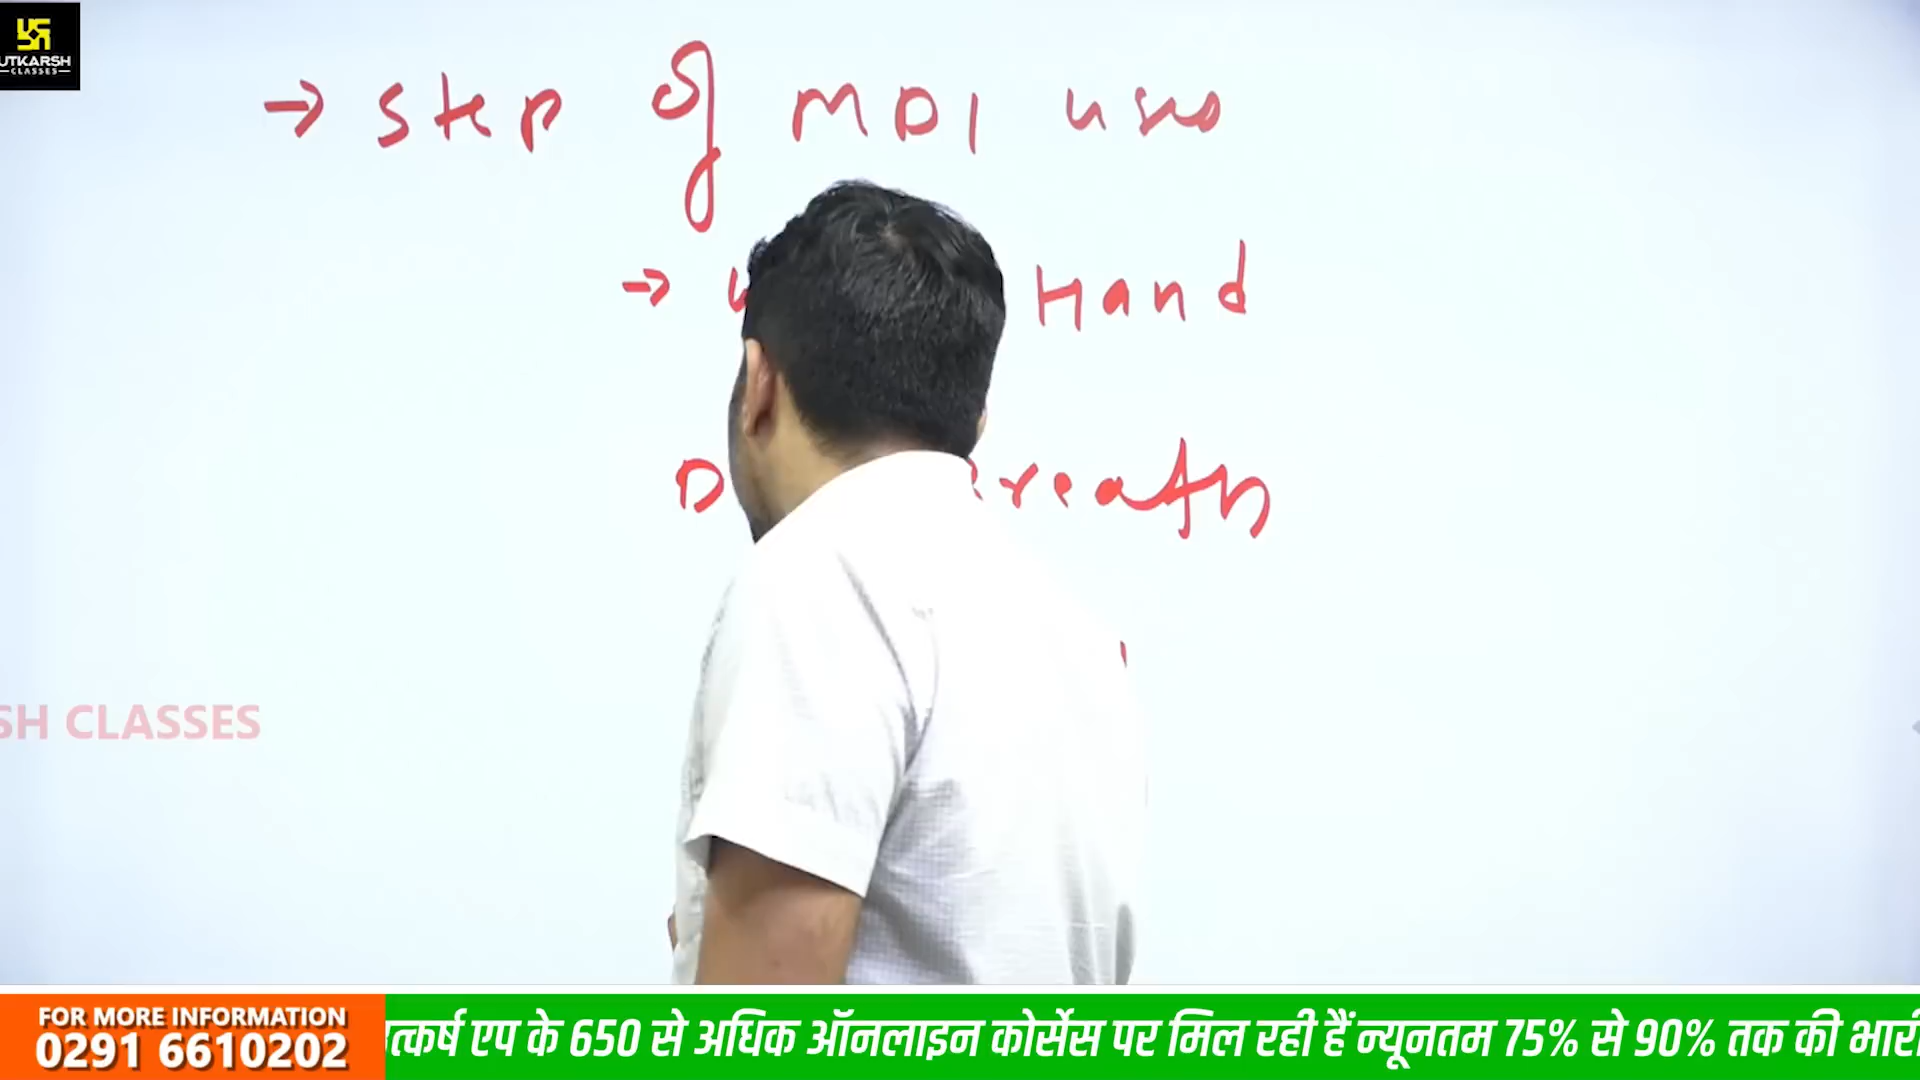 UTKARSH
CLASSES
→ step of MDI use
→ Hand
SH CLASSES
FOR MORE INFORMATION
0291 6610202
त्कर्ष एप के 650 से अधिक ऑनलाइन कोर्सेस पर मिल रही हैं न्यूनतम 75% से 90% तक की भारी